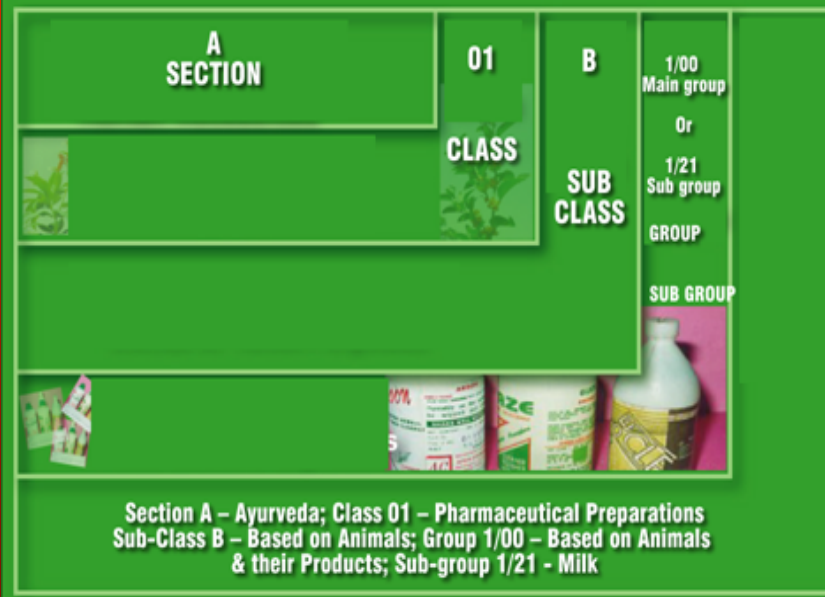 A
SECTION
01
CLASS
B
SUB
CLASS
1/00
Main group
Or
1/21
Sub group
GROUP
SUB GROUP
Section A – Ayurveda; Class 01 – Pharmaceutical Preparations
Sub-Class B – Based on Animals; Group 1/00 – Based on Animals
& their Products; Sub-group 1/21 - Milk